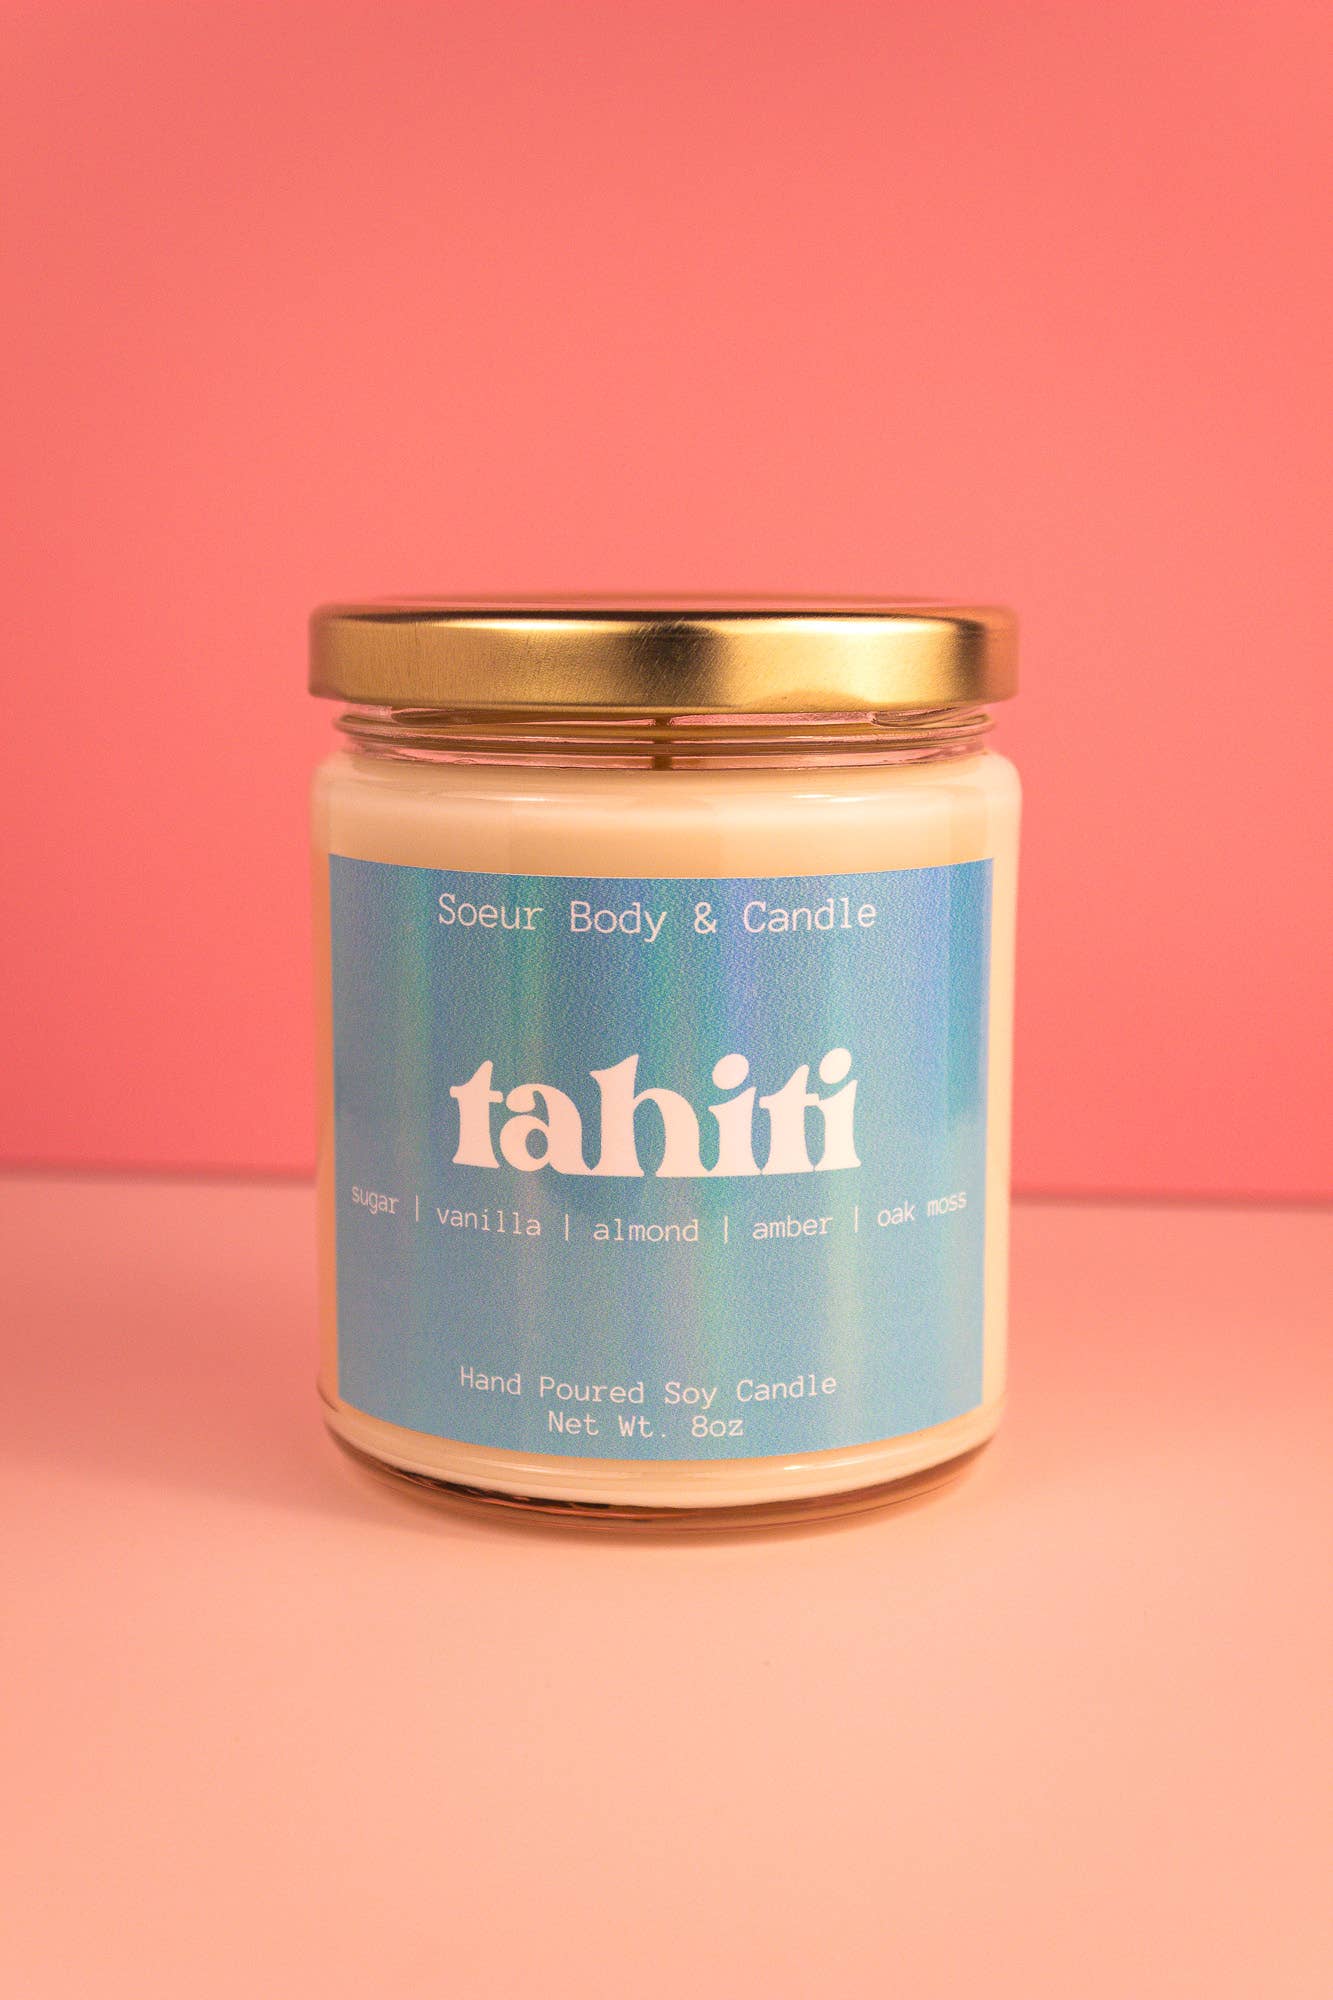 Soeur Body & Candle
tahiti
sugar | vanilla | almond | amber | oak moss
Hand Poured Soy Candle
Net Wt. 8oz